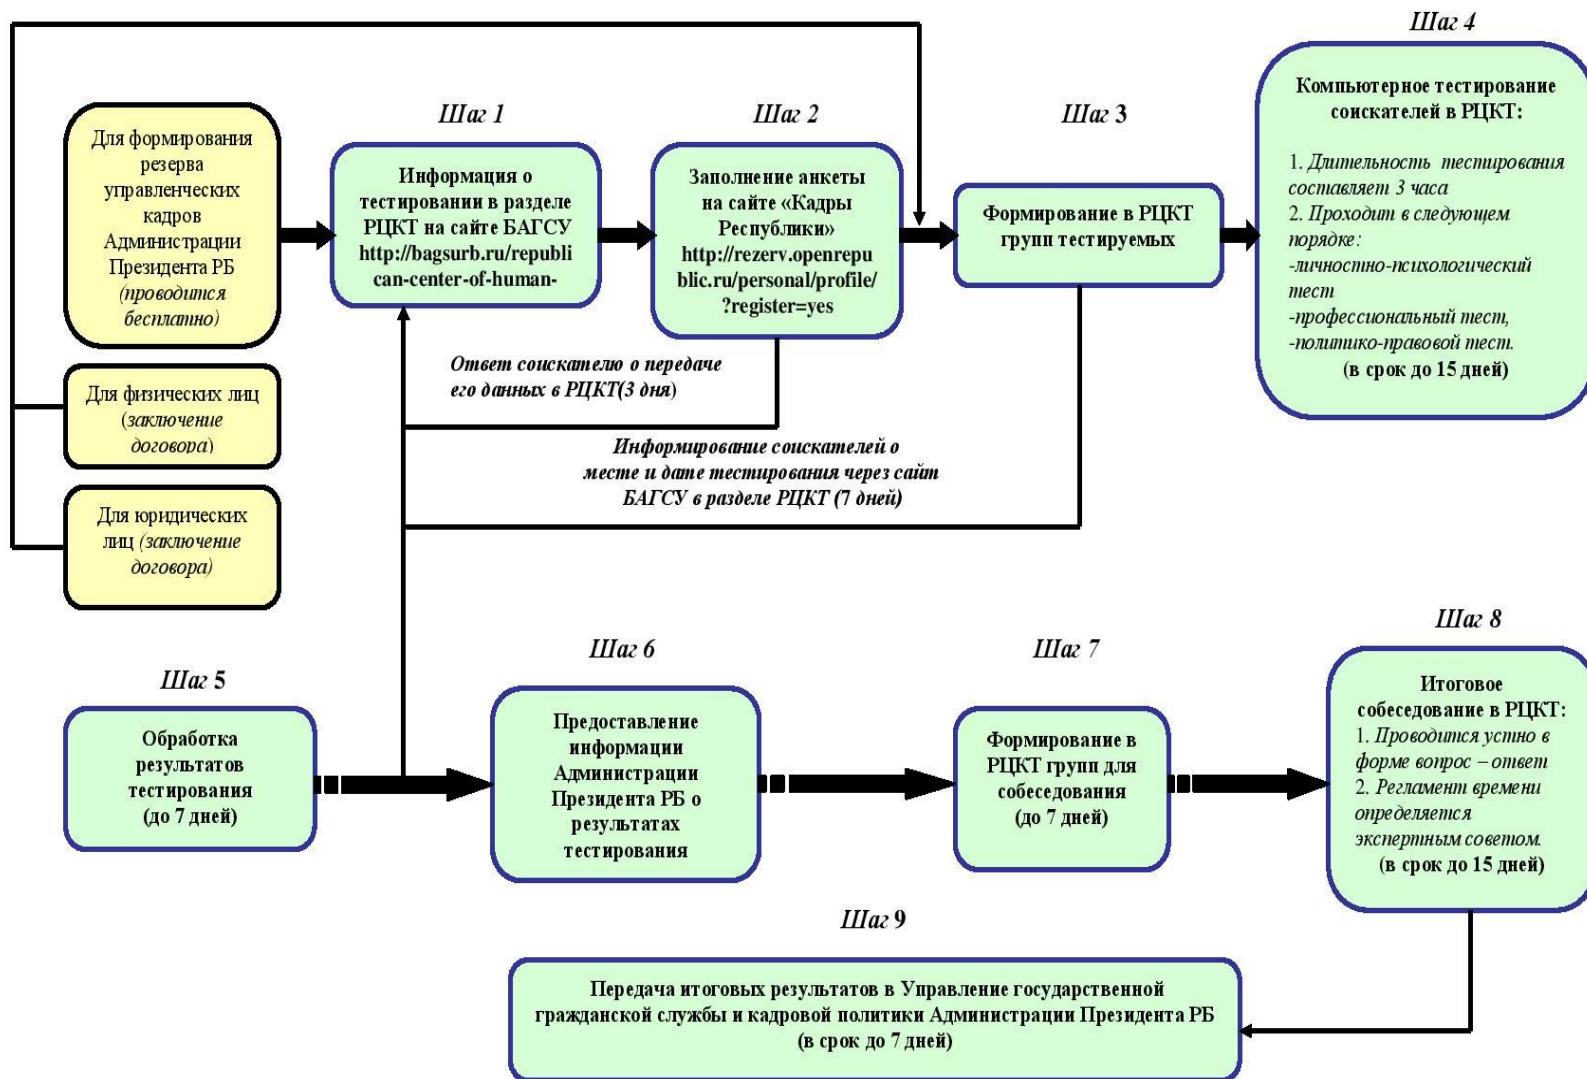 Шаг 4
Компьютерное тестирование
соискателей в РЦКТ:
1. Длительность тестирования
составляет 3 часа
2. Проходит в следующем
порядке:
-личностно-психологический
тест
-профессиональный тест,
-политико-правовой тест.
(в срок до 15 дней)
Для формирования
резерва
управленческих
кадров
Администрации
Президента РБ
(проводится
бесплатно)
Шаг 1
Информация о
тестировании в разделе
РЦКТ на сайте БАГСУ
http://bagsurb.ru/republi
can-center-of-human-
Шаг 2
Заполнение анкеты
на сайте «Кадры
Республики»
http://rezerv.openrepu
blic.ru/personal/profile/
?register=yes
Шаг 3
Формирование в РЦКТ
групп тестируемых
Для физических лиц
(заключение
договора)
Для юридических
лиц (заключение
договора)
Ответ соискателю о передаче
его данных в РЦКТ(3 дня)
Информирование соискателей о
месте и дате тестирования через сайт
БАГСУ в разделе РЦКТ (7 дней)
Шаг 5
Обработка
результатов
тестирования
(до 7 дней)
Шаг 6
Предоставление
информации
Администрации
Президента РБ о
результатах
тестирования
Шаг 7
Формирование в
РЦКТ групп для
собеседования
(до 7 дней)
Шаг 8
Итоговое
собеседование в РЦКТ:
1. Проводится устно в
форме вопрос – ответ
2. Регламент времени
определяется
экспертным советом.
(в срок до 15 дней)
Шаг 9
Передача итоговых результатов в Управление государственной
гражданской службы и кадровой политики Администрации Президента РБ
(в срок до 7 дней)